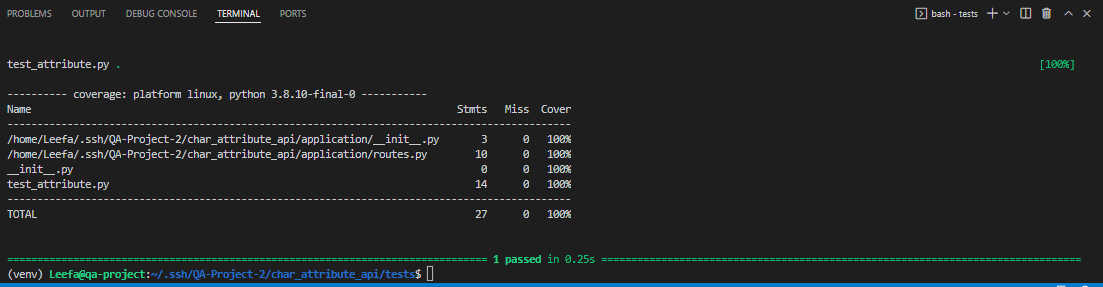 PROBLEMS OUTPUT DEBUG CONSOLE TERMINAL PORTS bash - tests
test_attribute.py . [100%]
---------- coverage: platform linux, python 3.8.10-final-0 -----------
Name Stmts Miss Cover
---------------------------------------------------------------------------------------
/home/Leefa/.ssh/QA-Project-2/char_attribute_api/application/__init__.py 3 0 100%
/home/Leefa/.ssh/QA-Project-2/char_attribute_api/application/routes.py 10 0 100%
__init__.py 0 0 100%
test_attribute.py 14 0 100%
---------------------------------------------------------------------------------------
TOTAL 27 0 100%
================================================================================ 1 passed in 0.25s ================================================================================
(venv) Leefa@qa-project:~/.ssh/QA-Project-2/char_attribute_api/tests$